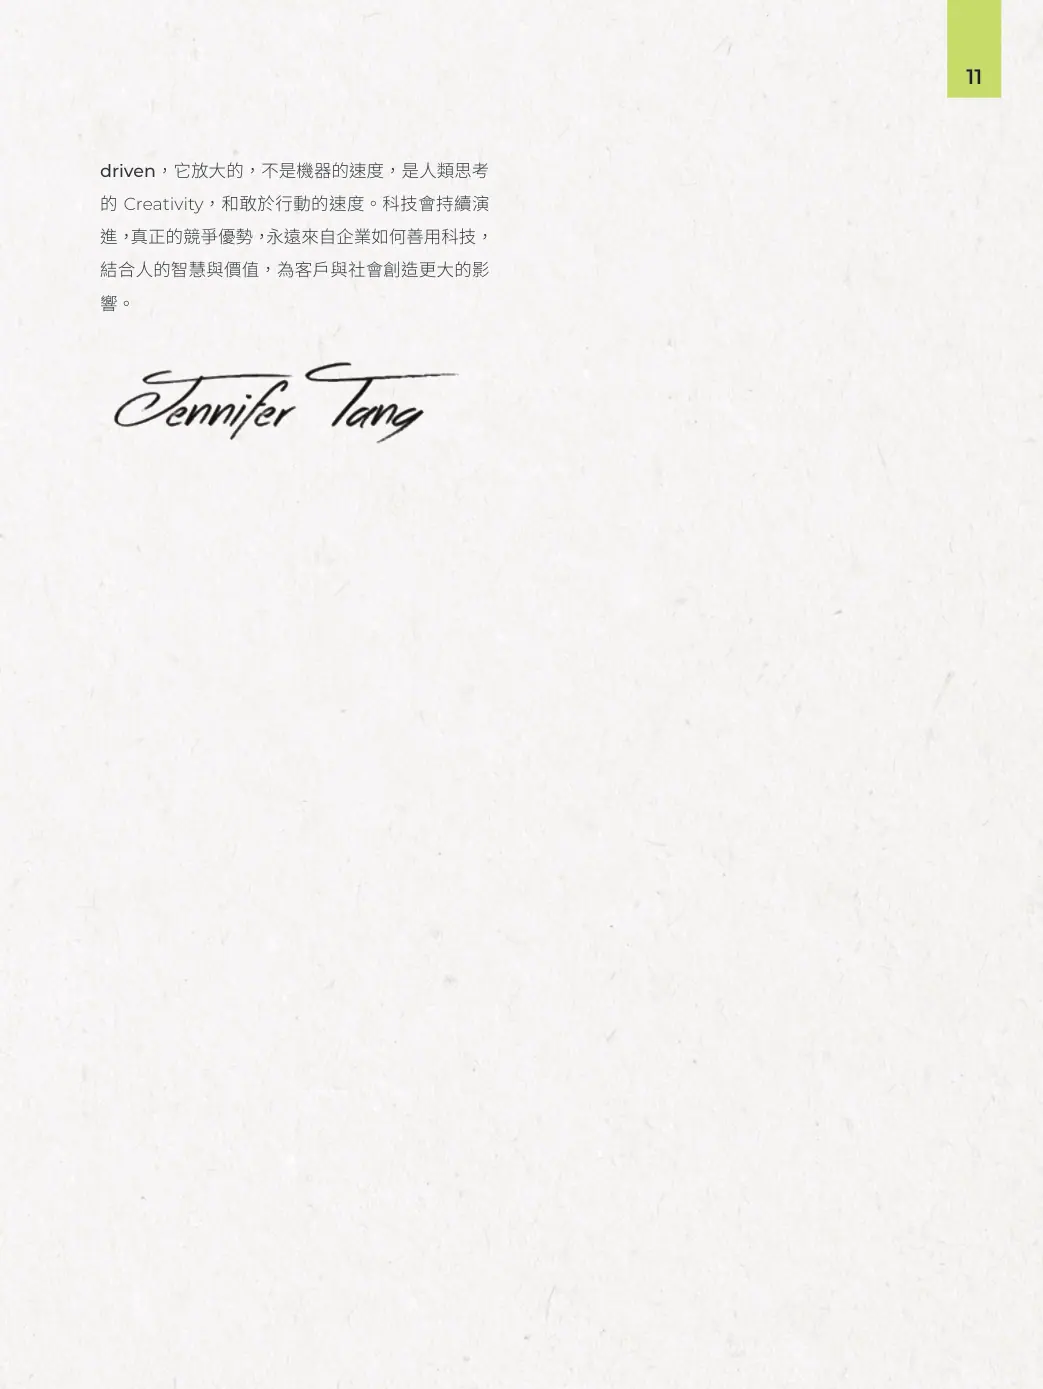 11
driven，它放大的，不是機器的速度，是人類思考
的 Creativity，和敢於行動的速度。科技會持續演
進，真正的競爭優勢，永遠來自企業如何善用科技，
結合人的智慧與價值，為客戶與社會創造更大的影
響。
Jennifer Tang